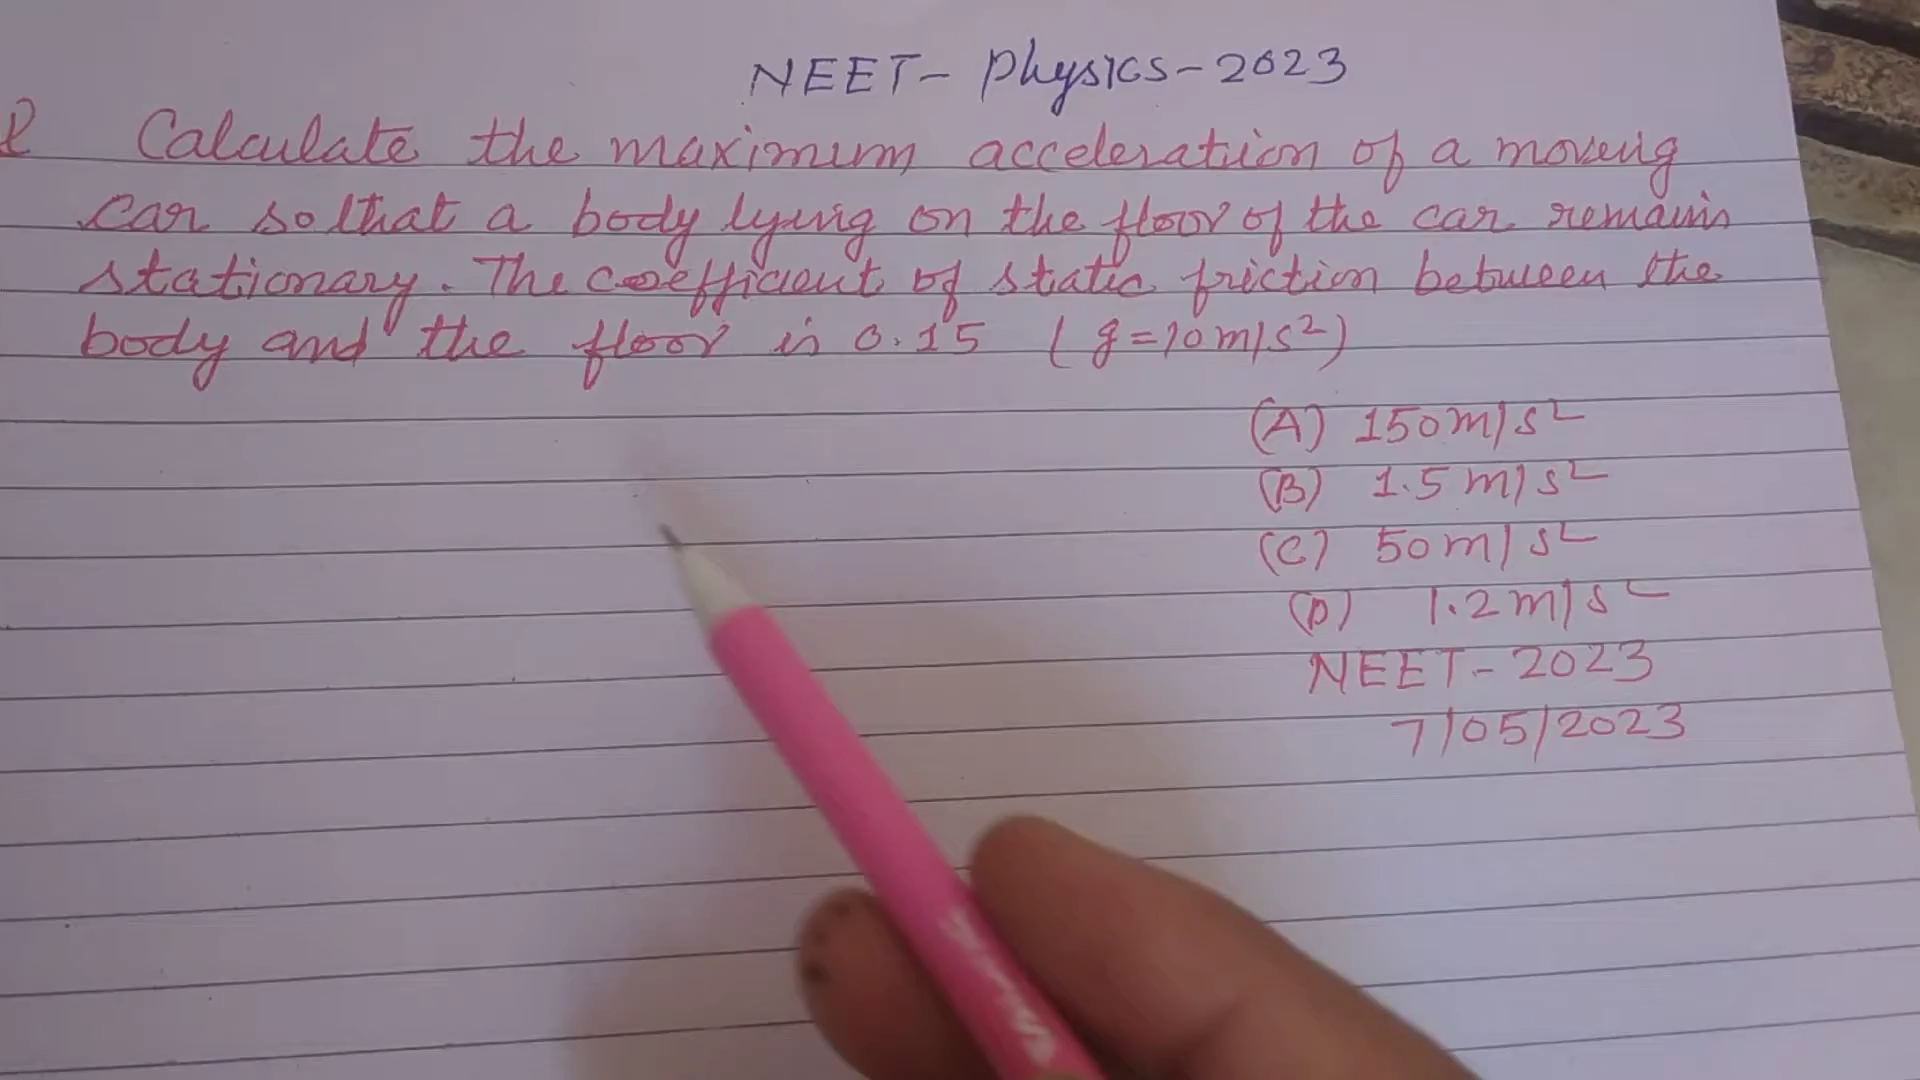 NEET- Physics-2023
Calculate the maximum acceleration of a moving
car so that a body lying on the floor of the car remains
stationary. The coefficient of static friction between the
body and the floor is 0.15 (g=10m/s²)
(A) 150m/s²
(B) 1.5 m/s²
(C) 50m/s²
(D) 1.2m/s²
NEET-2023
7/05/2023